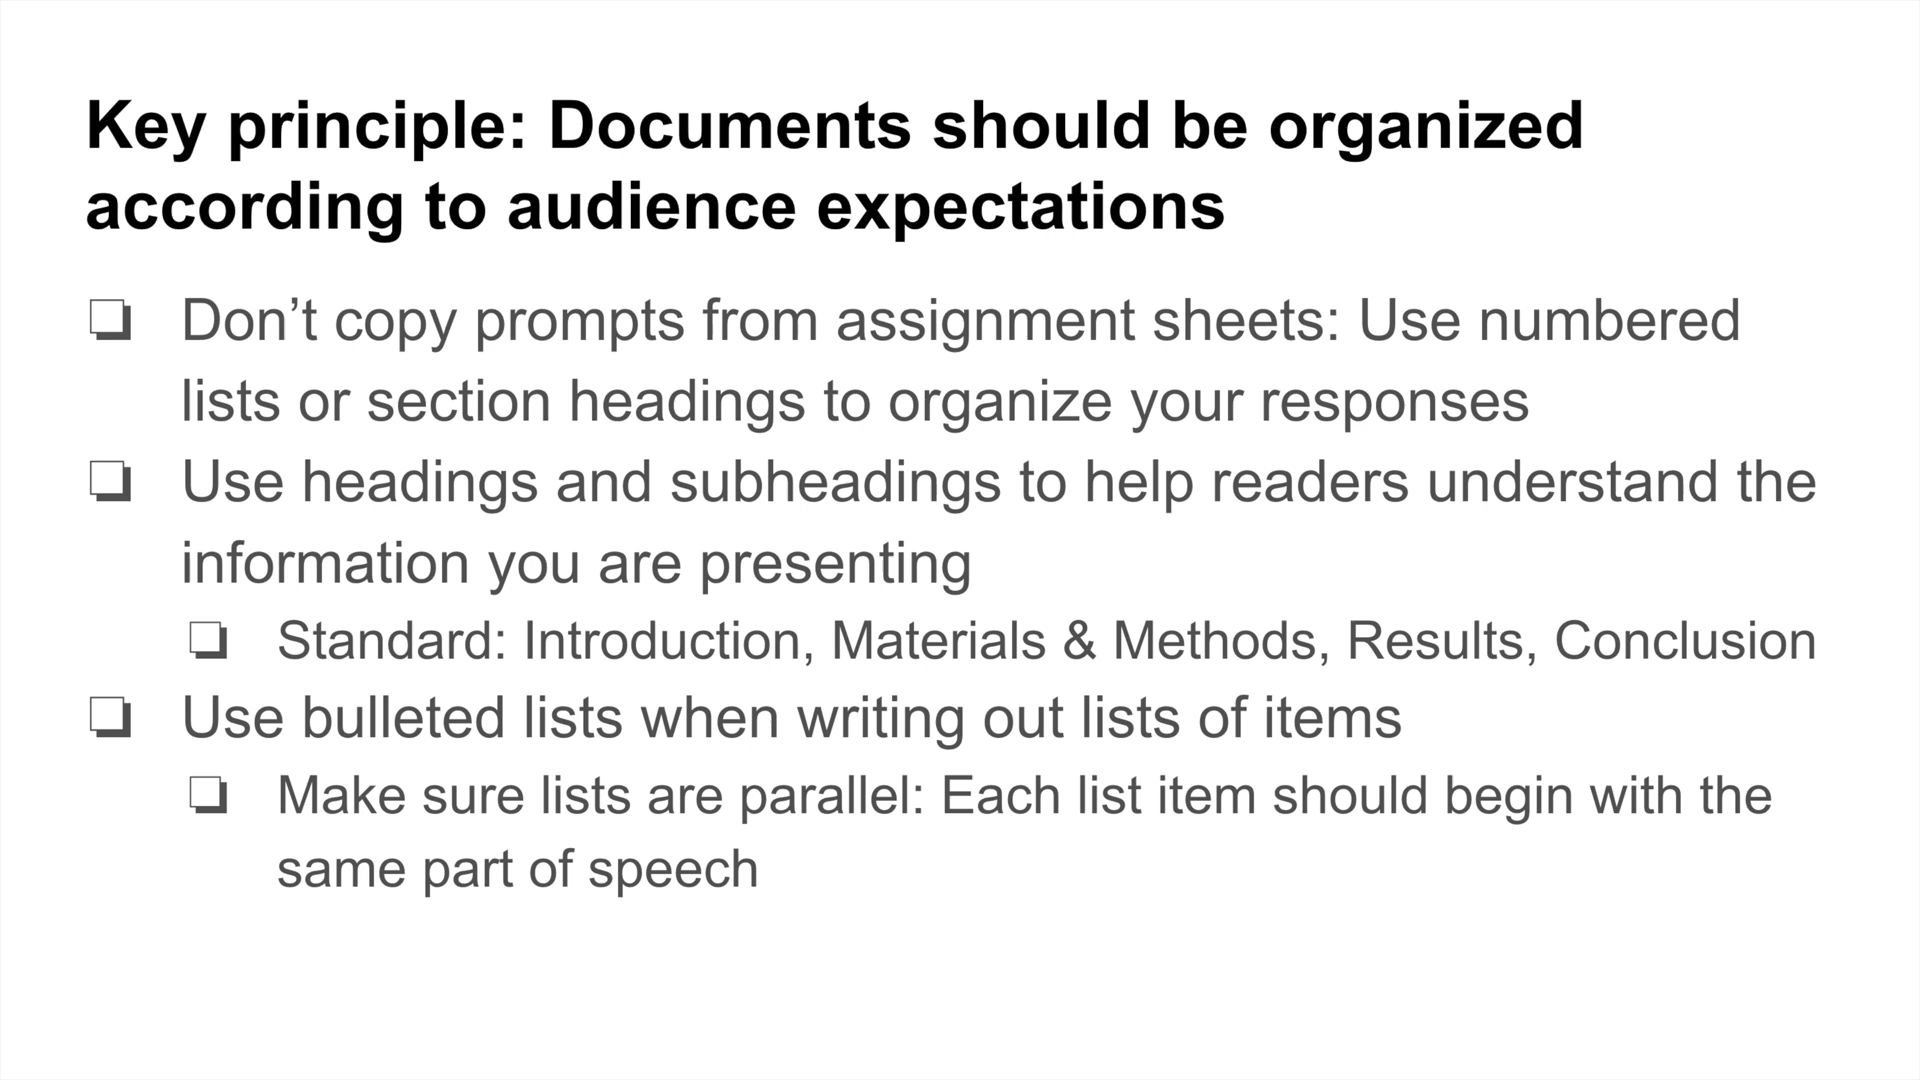 Key principle: Documents should be organized
according to audience expectations
❏ Don’t copy prompts from assignment sheets: Use numbered
lists or section headings to organize your responses
❏ Use headings and subheadings to help readers understand the
information you are presenting
❏ Standard: Introduction, Materials & Methods, Results, Conclusion
❏ Use bulleted lists when writing out lists of items
❏ Make sure lists are parallel: Each list item should begin with the
same part of speech